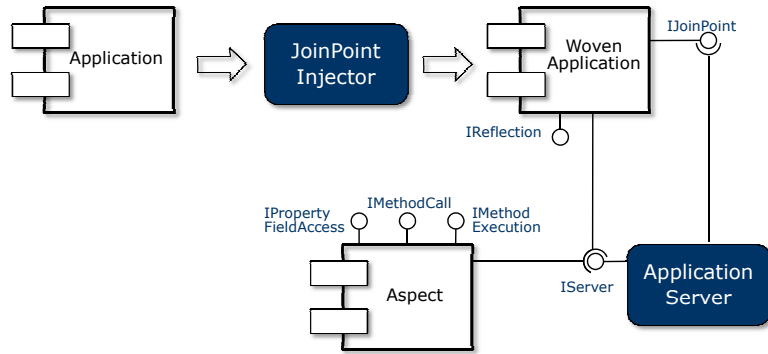 Application
JoinPoint
Injector
Woven
Application
IJoinPoint
IReflection
IProperty
FieldAccess
IMethodCall
IMethod
Execution
Aspect
IServer
Application
Server